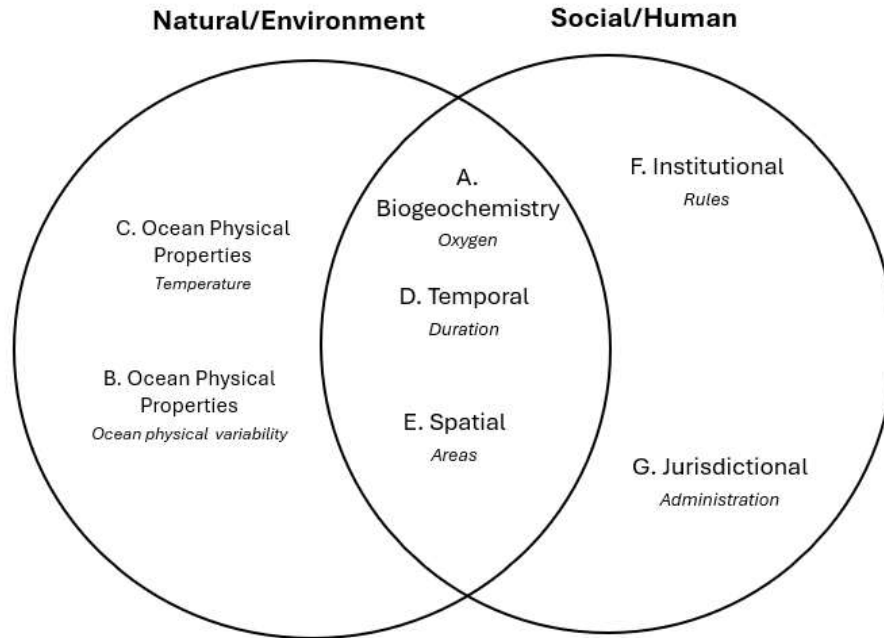 Natural/Environment
Social/Human
C. Ocean Physical
Properties
Temperature
B. Ocean Physical
Properties
Ocean physical variability
A.
Biogeochemistry
Oxygen
D. Temporal
Duration
E. Spatial
Areas
F. Institutional
Rules
G. Jurisdictional
Administration